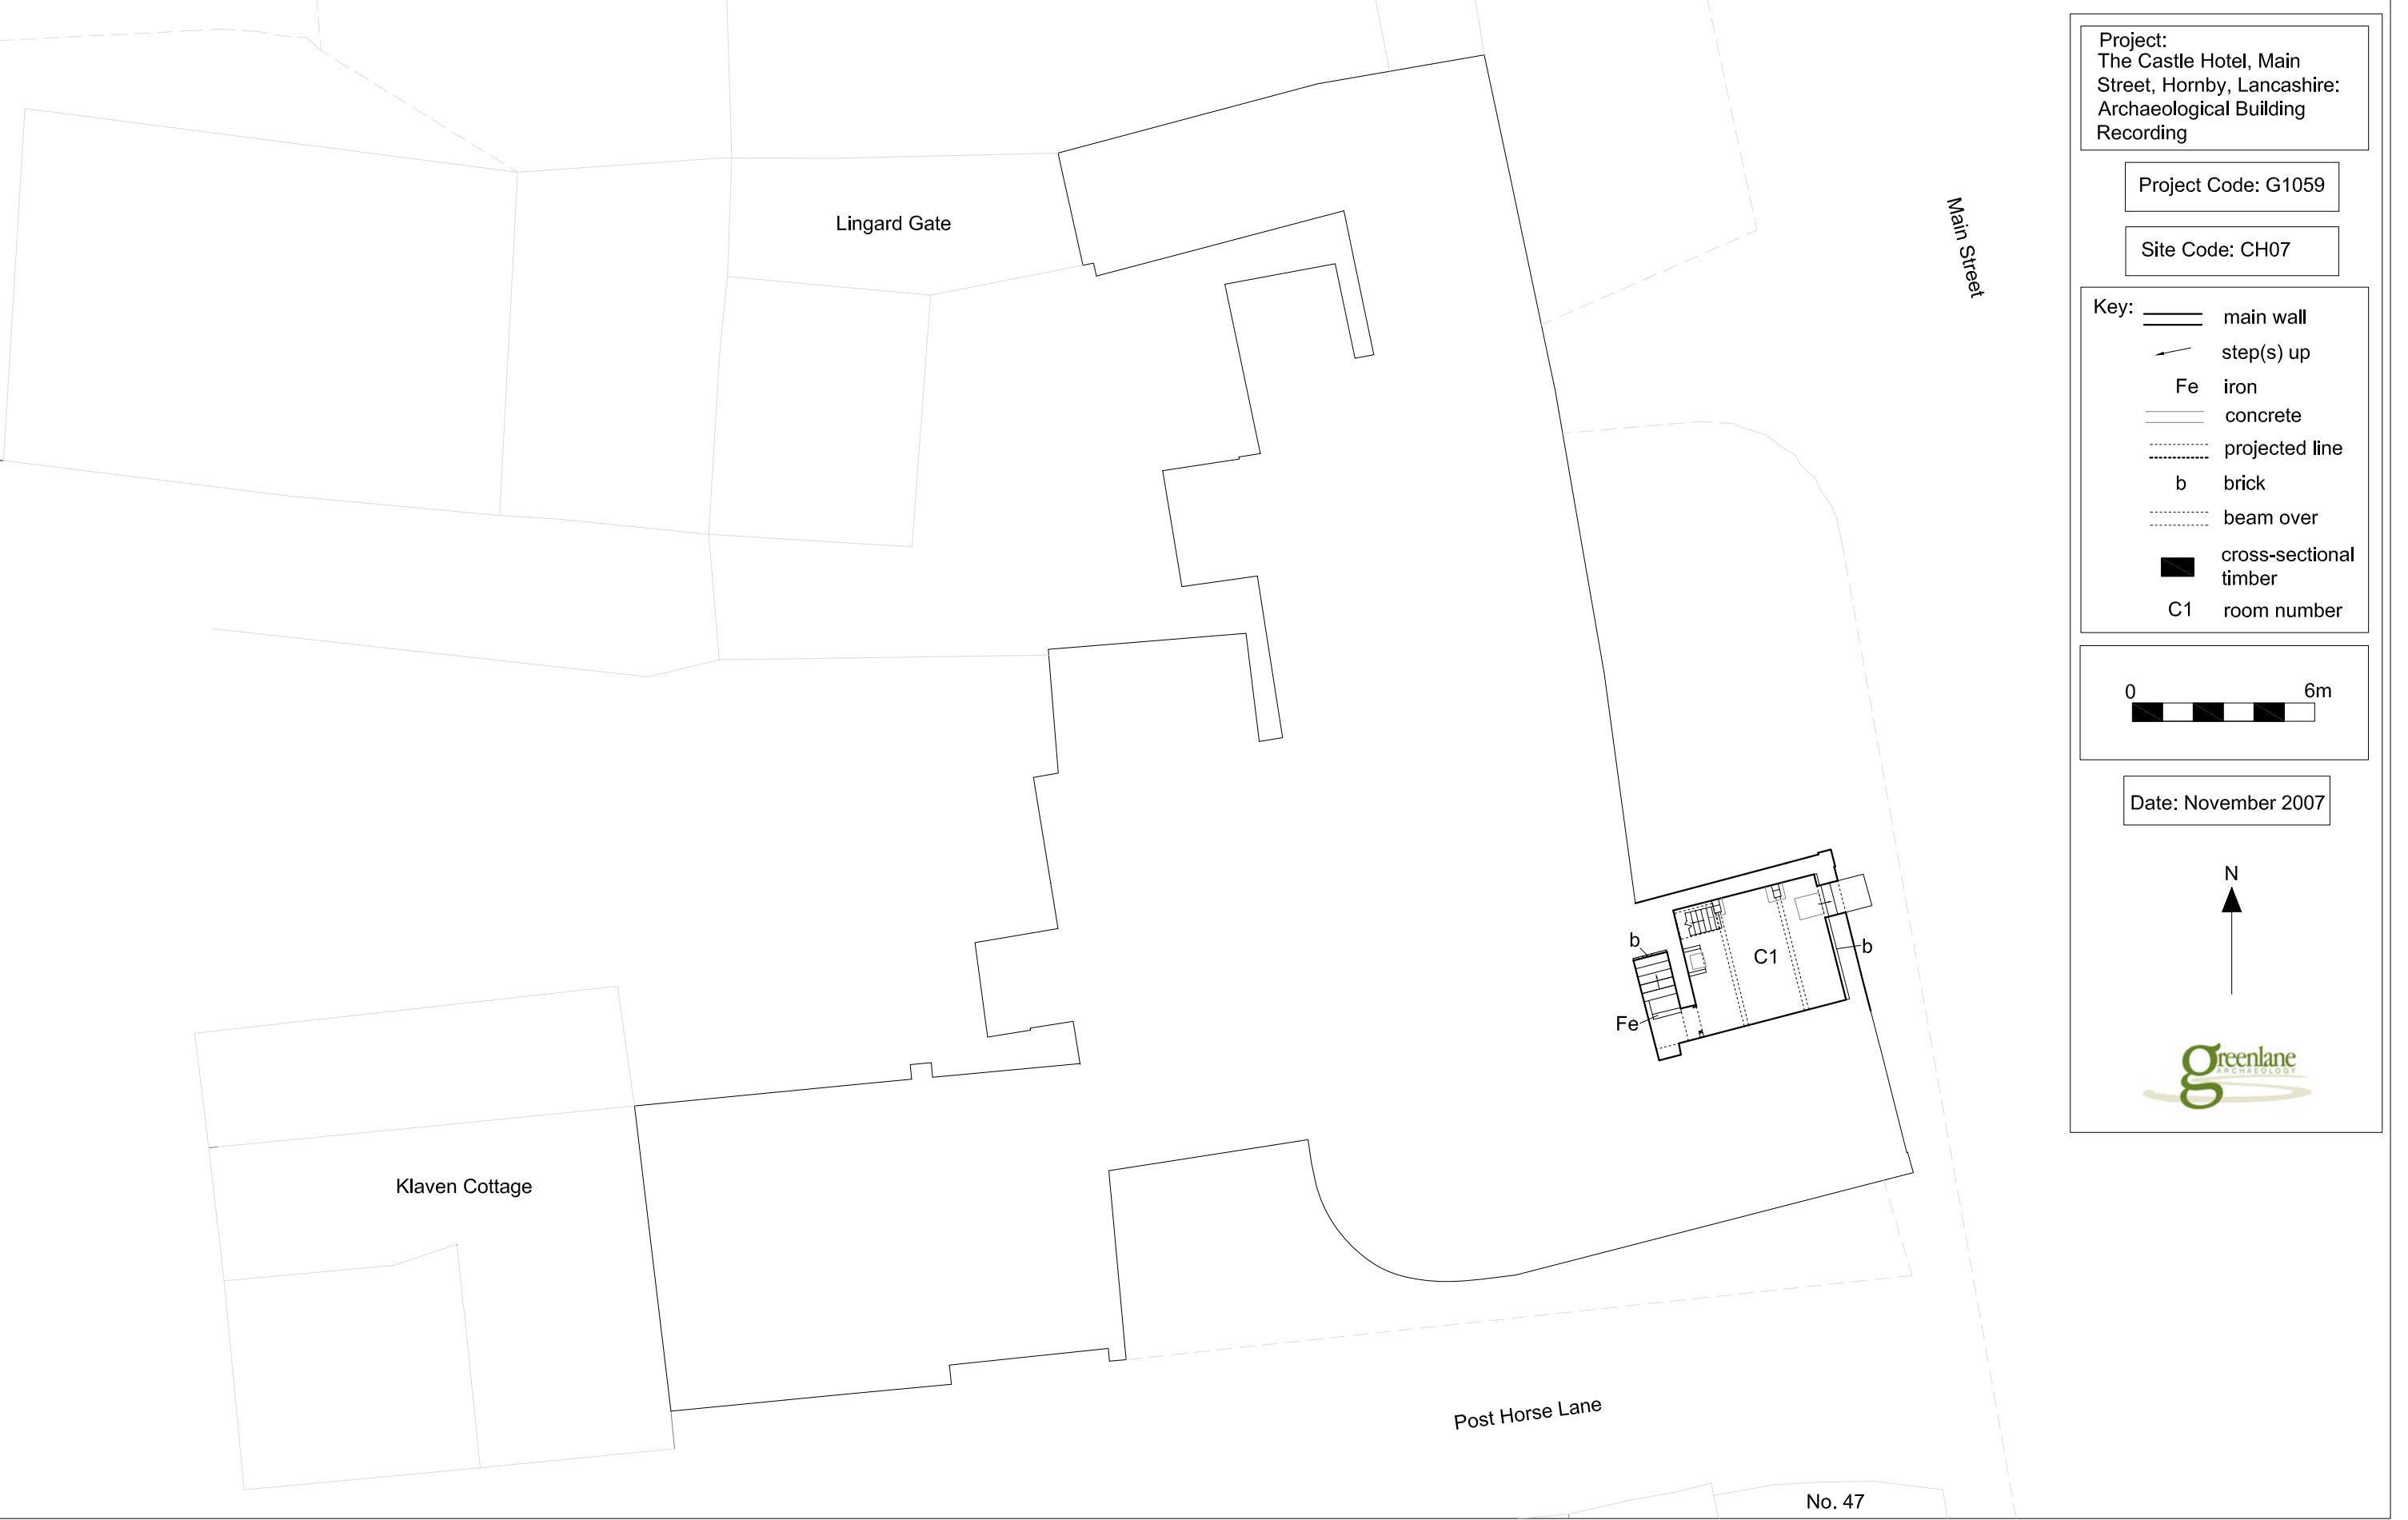 Lingard Gate
Main Street
b
C1
b
Fe
Klaven Cottage
Post Horse Lane
No. 47
Project:
The Castle Hotel, Main
Street, Hornby, Lancashire:
Archaeological Building
Recording
Project Code: G1059
Site Code: CH07
Key:
main wall
step(s) up
Fe iron
concrete
projected line
b brick
beam over
cross-sectional
timber
C1 room number
0 6m
Date: November 2007
N
greenlane
ARCHAEOLOGY